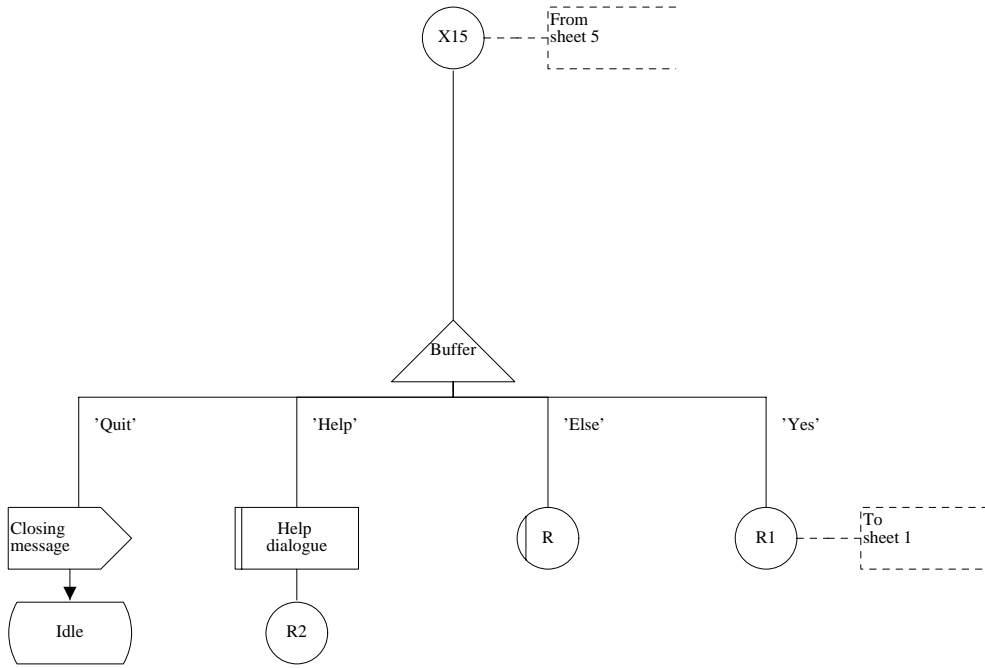 X15
From
sheet 5
Buffer
'Quit'
'Help'
'Else'
'Yes'
Closing
message
Help
dialogue
R
R1
To
sheet 1
Idle
R2